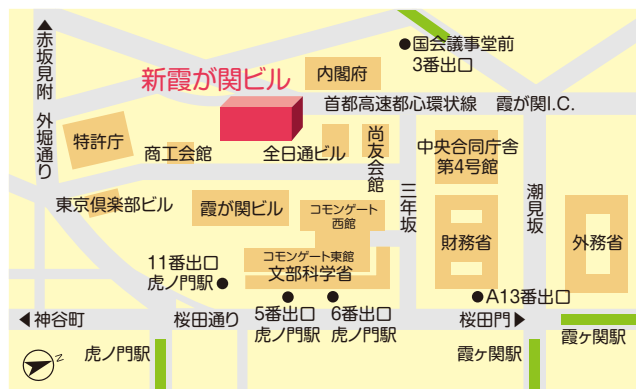 ▲赤坂見附 外堀通り
●国会議事堂前
3番出口
新霞が関ビル
内閣府
首都高速都心環状線 霞が関I.C.
特許庁
商工会館
全日通ビル
尚友会館
中央合同庁舎
第4号館
東京倶楽部ビル
霞が関ビル
コモンゲート
西館
三年坂
潮見坂
財務省
外務省
コモンゲート東館
文部科学省
11番出口
虎ノ門駅●
5番出口
虎ノ門駅
6番出口
虎ノ門駅
●A13番出口
◀神谷町
桜田通り
桜田門▶
虎ノ門駅
霞ヶ関駅
霞ヶ関駅
Z